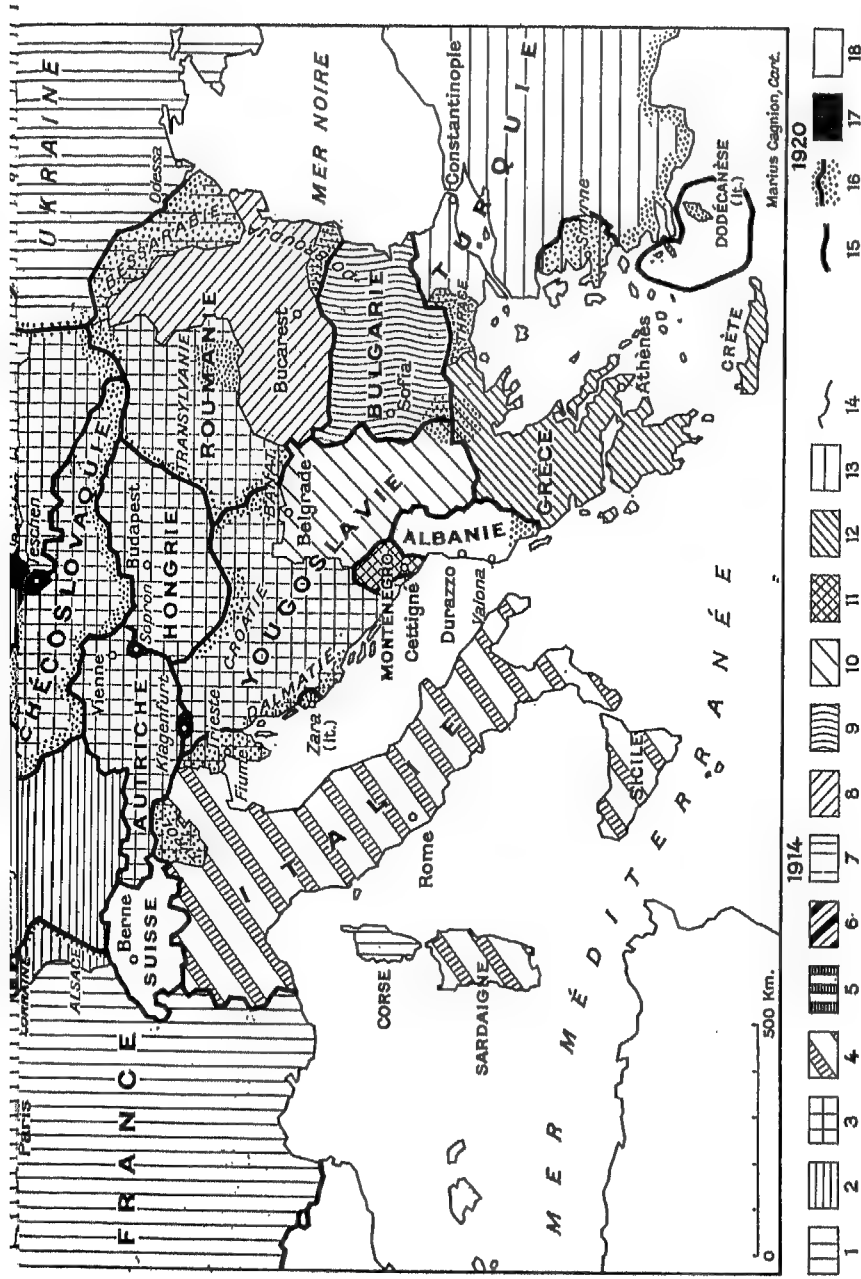 Paris
LORRAINE
ALSACE
FRANCE
Berne
SUISSE
AUTRICHE
Vienne
Klagenfurt
CHÉCOSLOVAQUIE
Teschen
Sopron
Budapest
HONGRIE
UKRAINE
Odessa
BESSARABIE
TRANSYLVANIE
ROUMANIE
Bucarest
BANAT
Belgrade
CROATIE
YOUGOSLAVIE
DALMATIE
Trieste
Fiume
Zara
(it.)
MONTÉNÉGRO
Cettigné
ALBANIE
Durazzo
Valona
BULGARIE
Sofia
MER NOIRE
Constantinople
TURQUIE
Smyrne
GRÈCE
Athènes
CRÈTE
DODÉCANÈSE
(it.)
ITALIE
Rome
CORSE
SARDAIGNE
SICILE
MER MÉDITERRANÉE
Marius Cagnion, Cart.
0 500 Km.
1914 1920
1 2 3 4 5 6 7 8 9 10 11 12 13 14 15 16 17 18